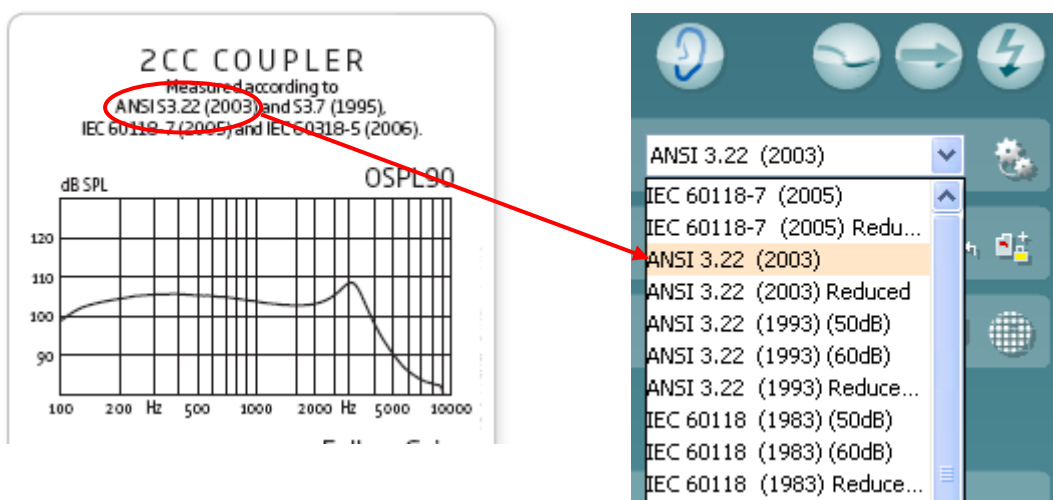 2CC COUPLER
Measured according to
ANSI S3.22 (2003) and S3.7 (1995),
IEC 60118-7 (2005) and IEC 60318-5 (2006).
dB SPL
OSPL90
120
110
100
90
100 200 Hz 500 1000 2000 Hz 5000 10000
ANSI 3.22 (2003)
IEC 60118-7 (2005)
IEC 60118-7 (2005) Redu...
ANSI 3.22 (2003)
ANSI 3.22 (2003) Reduced
ANSI 3.22 (1993) (50dB)
ANSI 3.22 (1993) (60dB)
ANSI 3.22 (1993) Reduce...
IEC 60118 (1983) (50dB)
IEC 60118 (1983) (60dB)
IEC 60118 (1983) Reduce...